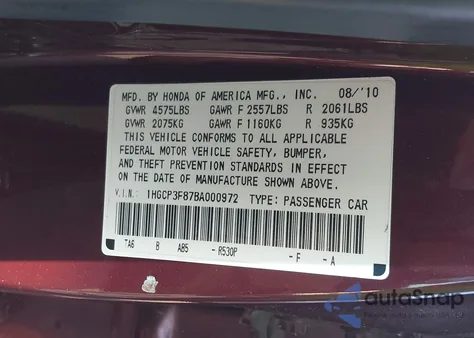 MFD. BY HONDA OF AMERICA MFG., INC. 08/'10
GVWR 4575LBS GAWR F 2557LBS R 2061LBS
GVWR 2075KG GAWR F 1160KG R 935KG
THIS VEHICLE CONFORMS TO ALL APPLICABLE
FEDERAL MOTOR VEHICLE SAFETY, BUMPER,
AND THEFT PREVENTION STANDARDS IN EFFECT
ON THE DATE OF MANUFACTURE SHOWN ABOVE.
V.I.N.: 1HGCP3F87BA000972 TYPE: PASSENGER CAR
TA6 B AB5 - R530P - F - A
autoSnap